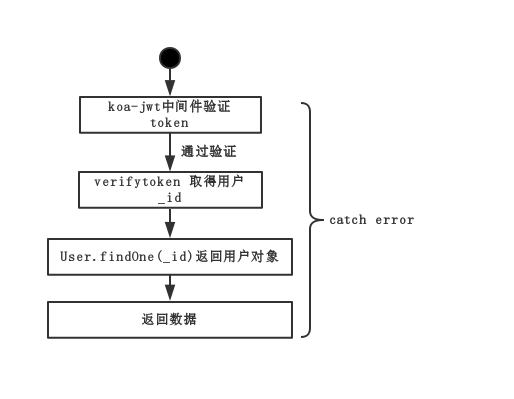 koa-jwt中间件验证
token
通过验证
verifytoken 取得用户
_id
catch error
User.findOne(_id)返回用户对象
返回数据